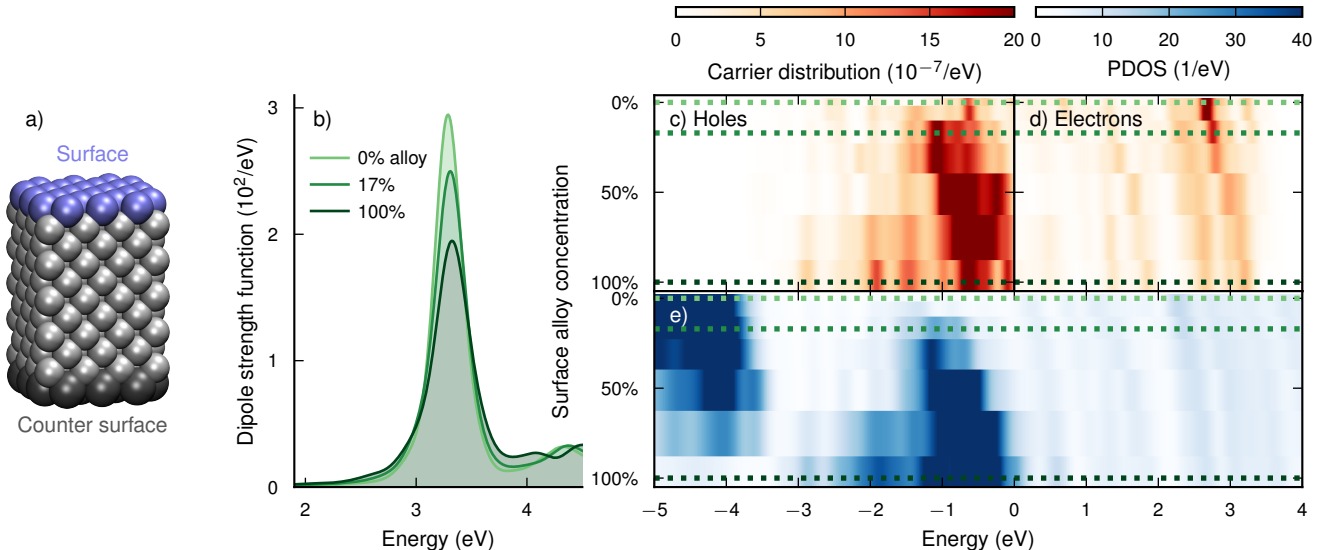 a)
Surface
Counter surface
b)
Dipole strength function (10²/eV)
3
2
1
0
0% alloy
17%
100%
2
3
4
Energy (eV)
0
5
10
15
20
Carrier distribution (10⁻⁷/eV)
0
10
20
30
40
PDOS (1/eV)
Surface alloy concentration
0%
50%
100%
c) Holes
d) Electrons
0%
50%
100%
e)
−5
−4
−3
−2
−1
0
1
2
3
4
Energy (eV)